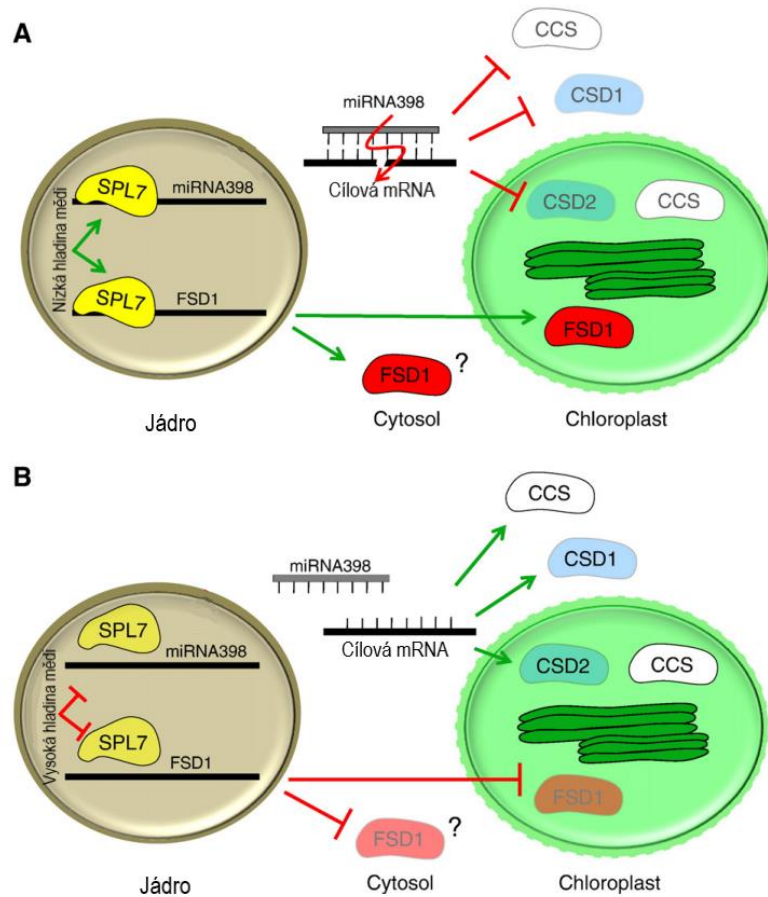 A
CCS
miRNA398
CSD1
SPL7
miRNA398
Cílová mRNA
CSD2
CCS
Nízká hladina mědi
SPL7
FSD1
FSD1
FSD1
?
Jádro
Cytosol
Chloroplast
B
CCS
miRNA398
CSD1
SPL7
miRNA398
Cílová mRNA
CSD2
CCS
Vysoká hladina mědi
SPL7
FSD1
FSD1
FSD1
?
Jádro
Cytosol
Chloroplast